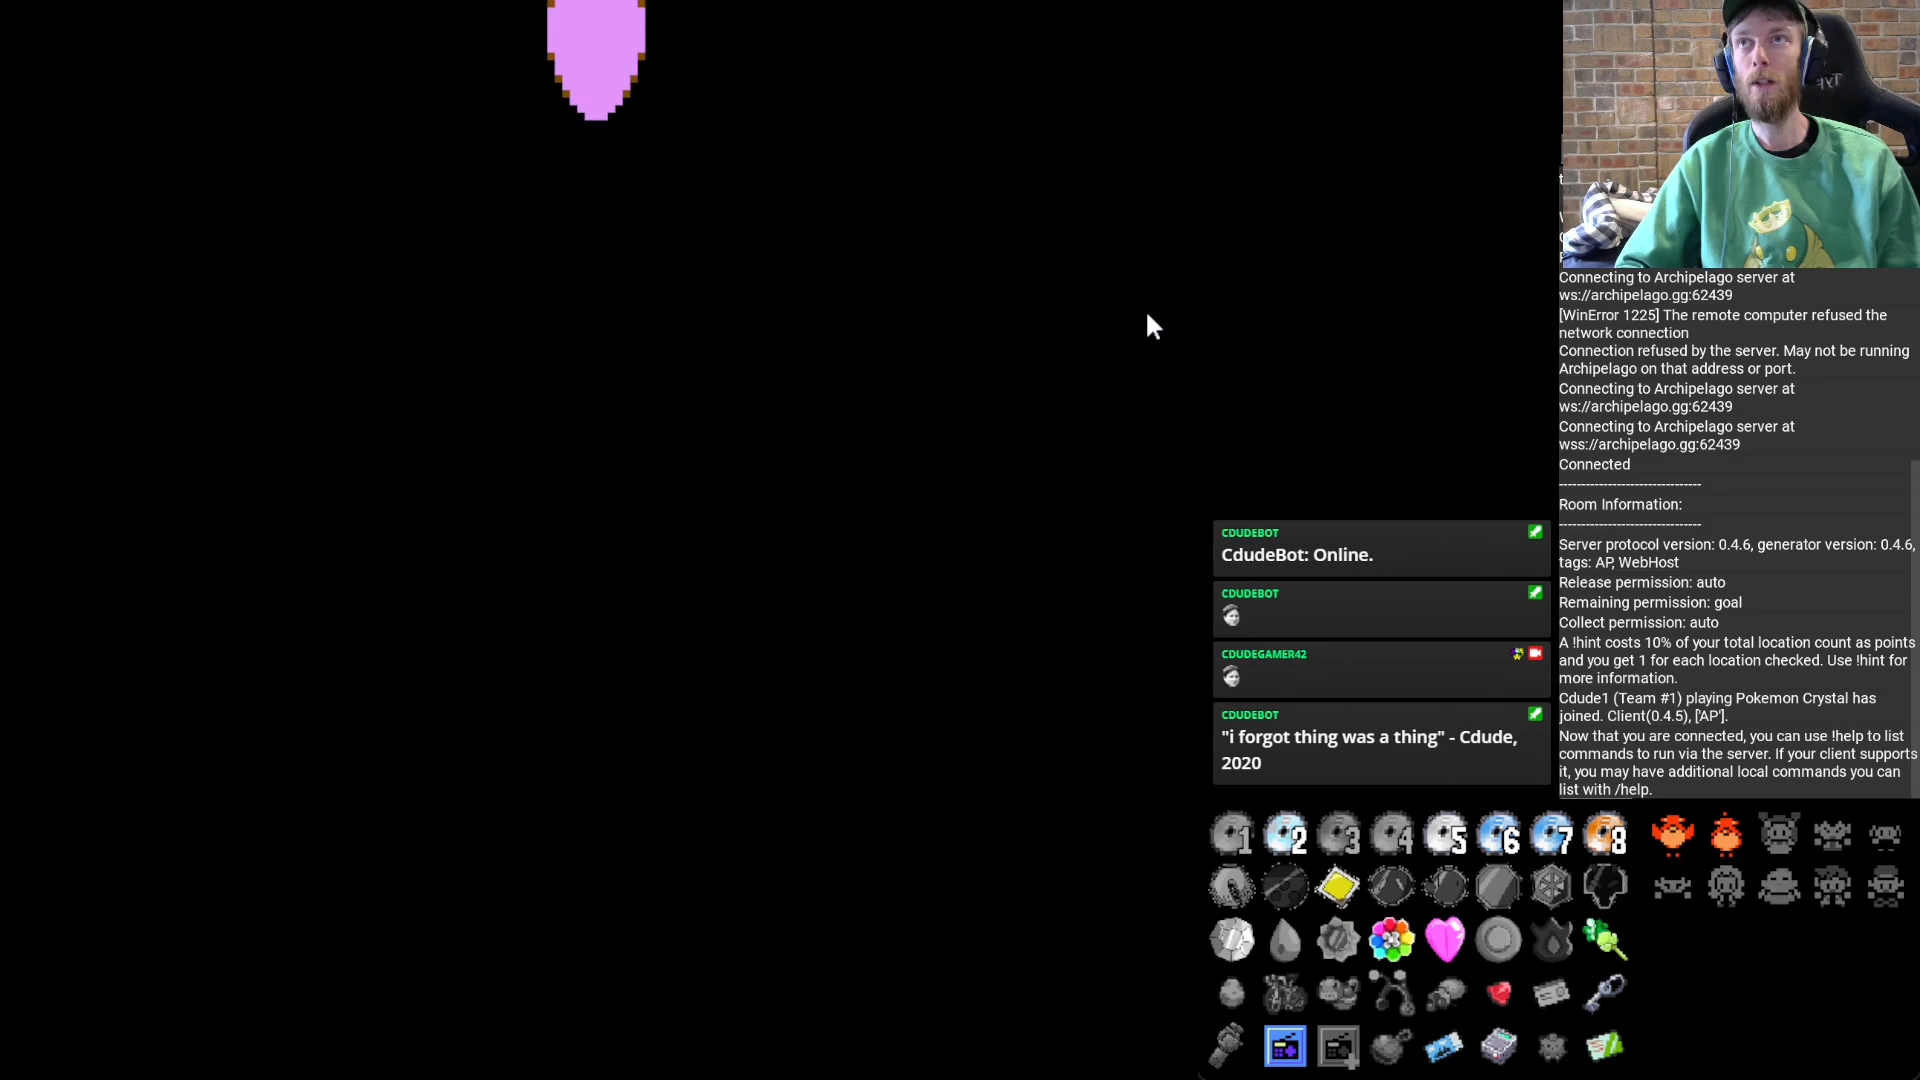 Connecting to Archipelago server at
ws://archipelago.gg:62439
[WinError 1225] The remote computer refused the
network connection
Connection refused by the server. May not be running
Archipelago on that address or port.
Connecting to Archipelago server at
ws://archipelago.gg:62439
Connecting to Archipelago server at
wss://archipelago.gg:62439
Connected
--------------------------------
Room Information:
--------------------------------
Server protocol version: 0.4.6, generator version: 0.4.6,
tags: AP, WebHost
Release permission: auto
Remaining permission: goal
Collect permission: auto
A !hint costs 10% of your total location count as points
and you get 1 for each location checked. Use !hint for
more information.
Cdude1 (Team #1) playing Pokemon Crystal has
joined. Client(0.4.5), ['AP'].
Now that you are connected, you can use !help to list
commands to run via the server. If your client supports
it, you may have additional local commands you can
list with /help.
CDUDEBOT
CdudeBot: Online.
CDUDEBOT
CDUDEGAMER42
CDUDEBOT
"i forgot thing was a thing" - Cdude,
2020
1 2 3 4 5 6 7 8